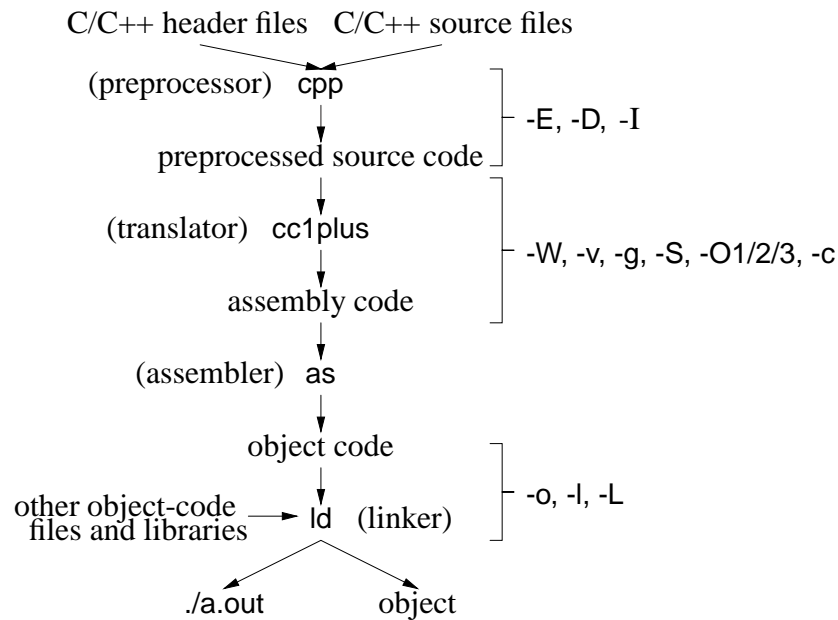 C/C++ header files C/C++ source files
(preprocessor) cpp
-E, -D, -I
preprocessed source code
(translator) cc1plus
-W, -v, -g, -S, -O1/2/3, -c
assembly code
(assembler) as
object code
-o, -l, -L
other object-code
files and libraries
ld (linker)
./a.out object